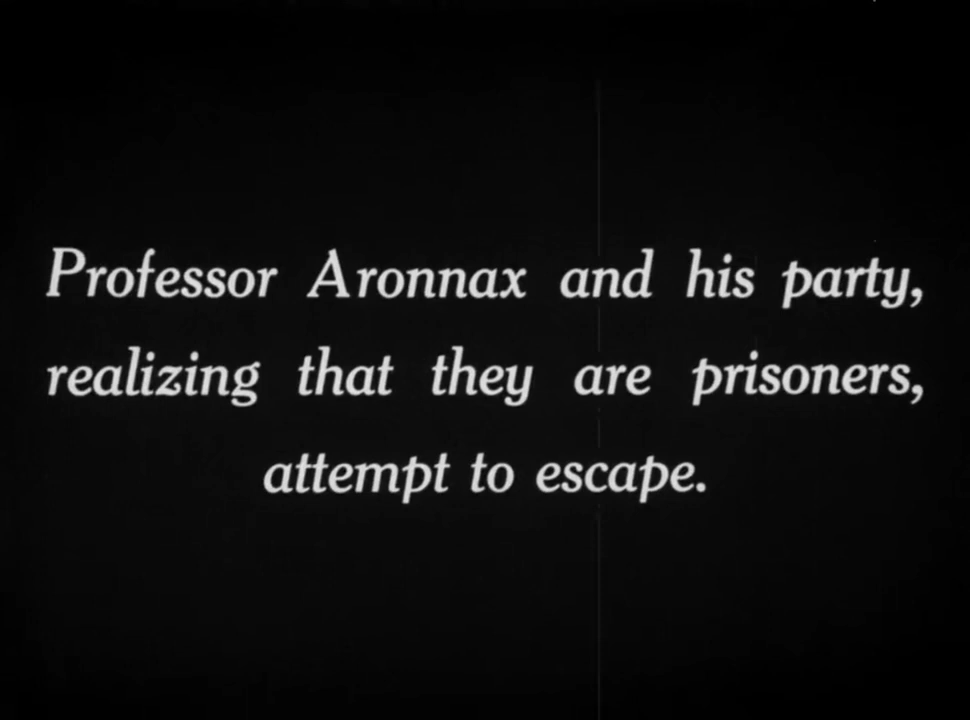 Professor Aronnax and his party,
realizing that they are prisoners,
attempt to escape.